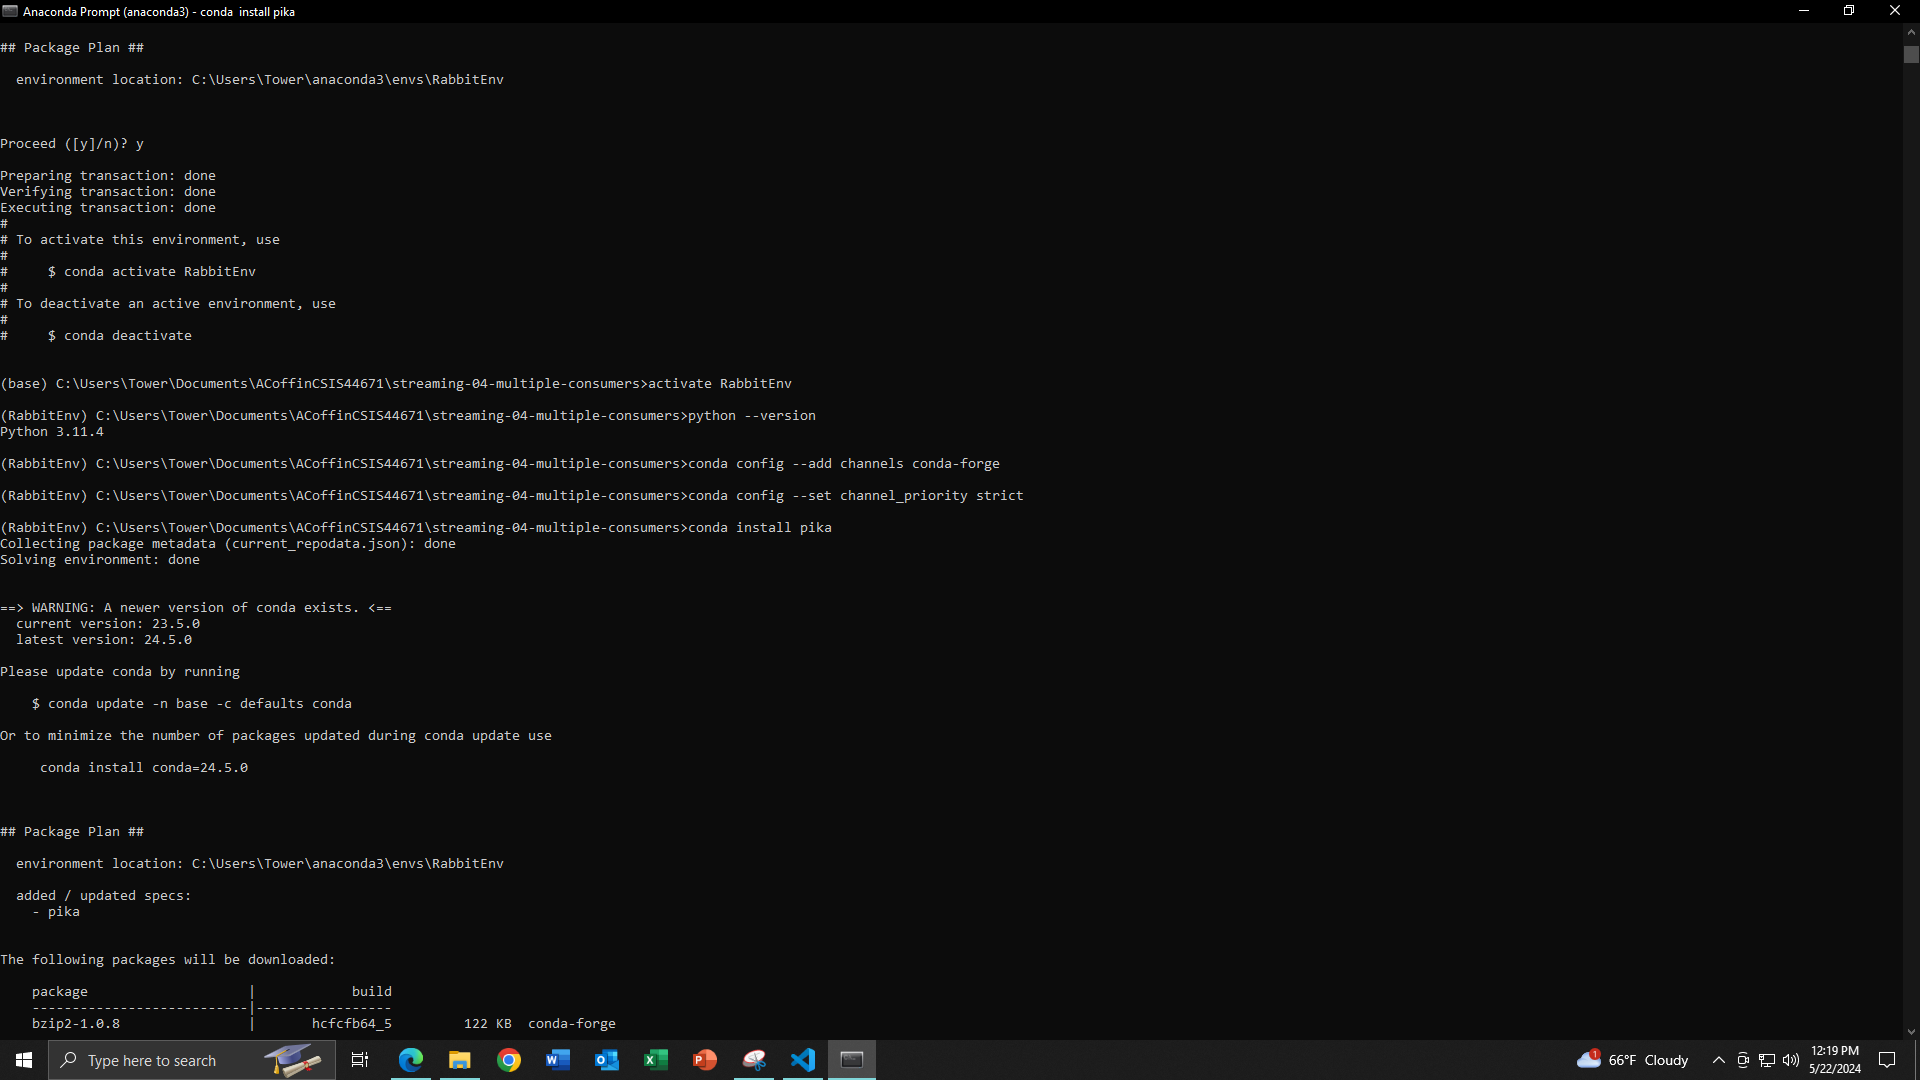 Anaconda Prompt (anaconda3) - conda  install pika
## Package Plan ##
  environment location: C:\Users\Tower\anaconda3\envs\RabbitEnv
Proceed ([y]/n)? y
Preparing transaction: done
Verifying transaction: done
Executing transaction: done
#
# To activate this environment, use
#
#     $ conda activate RabbitEnv
#
# To deactivate an active environment, use
#
#     $ conda deactivate
(base) C:\Users\Tower\Documents\ACoffinCSIS44671\streaming-04-multiple-consumers>activate RabbitEnv
(RabbitEnv) C:\Users\Tower\Documents\ACoffinCSIS44671\streaming-04-multiple-consumers>python --version
Python 3.11.4
(RabbitEnv) C:\Users\Tower\Documents\ACoffinCSIS44671\streaming-04-multiple-consumers>conda config --add channels conda-forge
(RabbitEnv) C:\Users\Tower\Documents\ACoffinCSIS44671\streaming-04-multiple-consumers>conda config --set channel_priority strict
(RabbitEnv) C:\Users\Tower\Documents\ACoffinCSIS44671\streaming-04-multiple-consumers>conda install pika
Collecting package metadata (current_repodata.json): done
Solving environment: done
==> WARNING: A newer version of conda exists. <==
  current version: 23.5.0
  latest version: 24.5.0
Please update conda by running
    $ conda update -n base -c defaults conda
Or to minimize the number of packages updated during conda update use
     conda install conda=24.5.0
## Package Plan ##
  environment location: C:\Users\Tower\anaconda3\envs\RabbitEnv
  added / updated specs:
    - pika
The following packages will be downloaded:
    package                    |            build
    ---------------------------|-----------------
    bzip2-1.0.8                |       hcfcfb64_5         122 KB  conda-forge
Type here to search
1
66°F  Cloudy
12:19 PM
5/22/2024